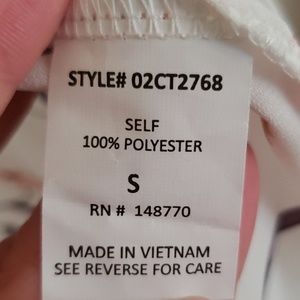 STYLE# 02CT2768
SELF
100% POLYESTER
S
RN # 148770
MADE IN VIETNAM
SEE REVERSE FOR CARE